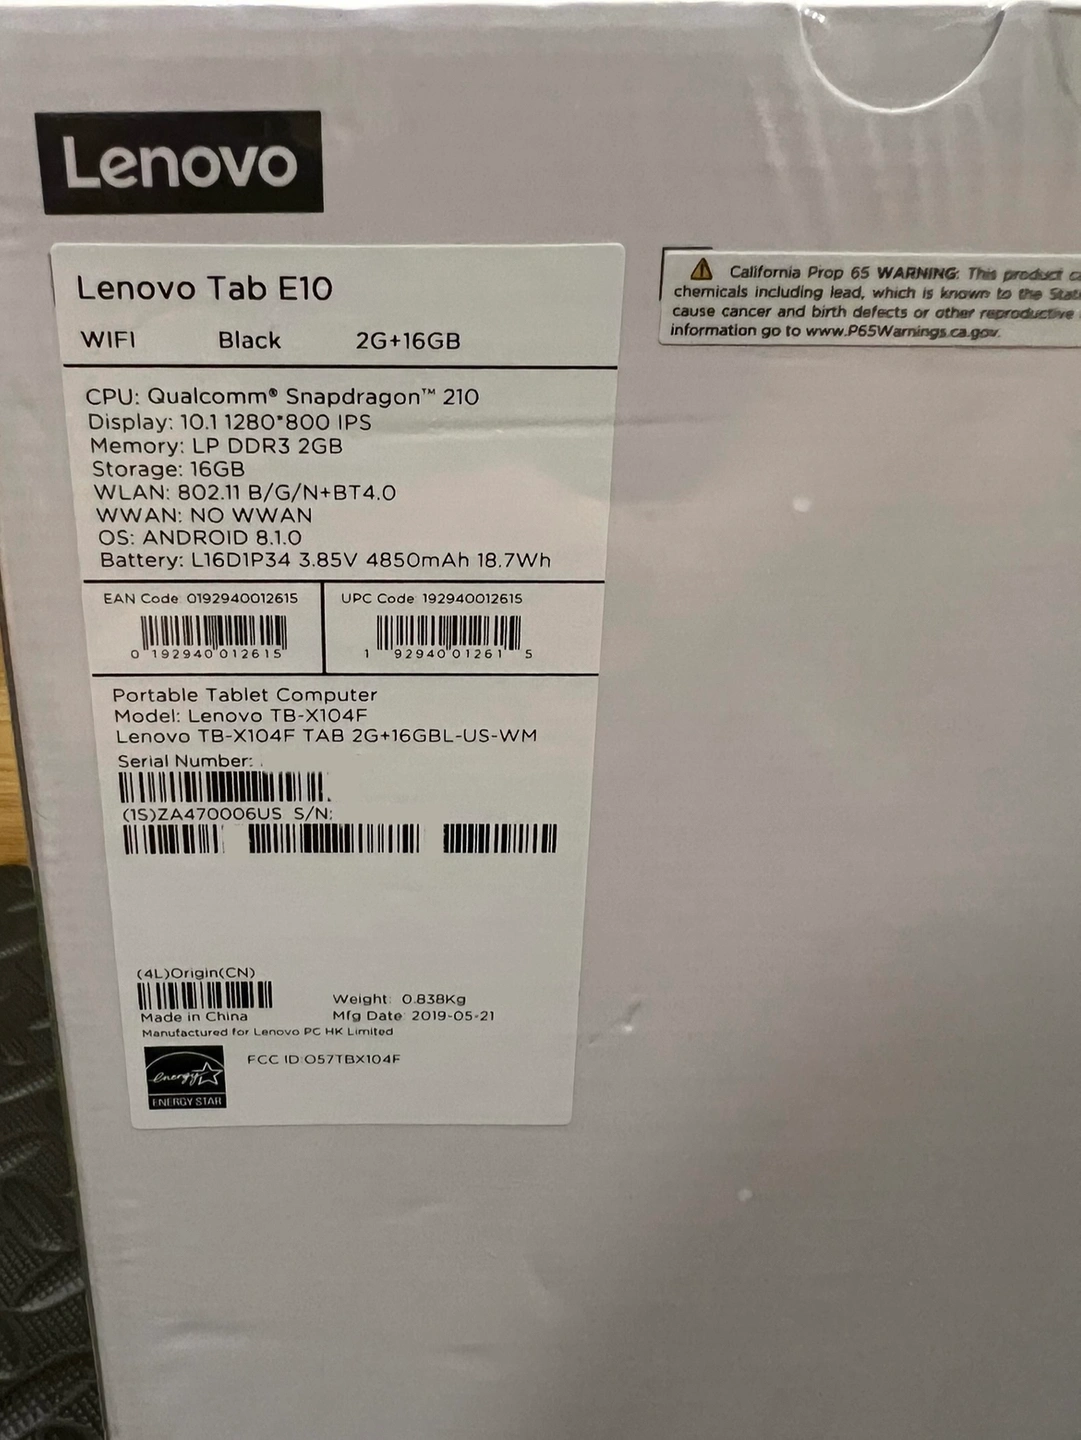 Lenovo
Lenovo Tab E10
WIFI Black 2G+16GB
CPU: Qualcomm® Snapdragon™ 210
Display: 10.1 1280*800 IPS
Memory: LP DDR3 2GB
Storage: 16GB
WLAN: 802.11 B/G/N+BT4.0
WWAN: NO WWAN
OS: ANDROID 8.1.0
Battery: L16D1P34 3.85V 4850mAh 18.7Wh
EAN Code 0192940012615 UPC Code 192940012615
0 192940 012615 1 92940 01261 5
Portable Tablet Computer
Model: Lenovo TB-X104F
Lenovo TB-X104F TAB 2G+16GBL-US-WM
Serial Number:
(1S)ZA470006US S/N:
(4L)Origin(CN)
Made in China
Weight: 0.838Kg
Mfg Date 2019-05-21
Manufactured for Lenovo PC HK Limited
FCC ID:O57TBX104F
energy
ENERGY STAR
California Prop 65 WARNING: This product
chemicals including lead, which is known to the
cause cancer and birth defects or other reproductive
information go to www.P65Warnings.ca.gov.